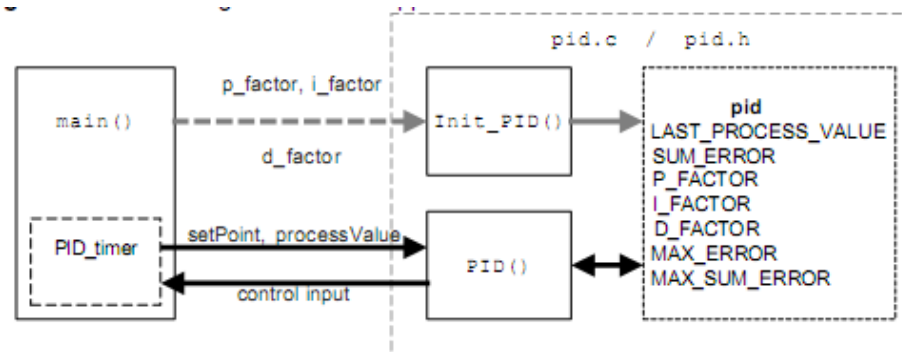 pid.c / pid.h
p_factor, i_factor
main()
Init_PID()
d_factor
pid
LAST_PROCESS_VALUE
SUM_ERROR
P_FACTOR
I_FACTOR
D_FACTOR
MAX_ERROR
MAX_SUM_ERROR
PID_timer
setPoint, processValue
PID()
control input